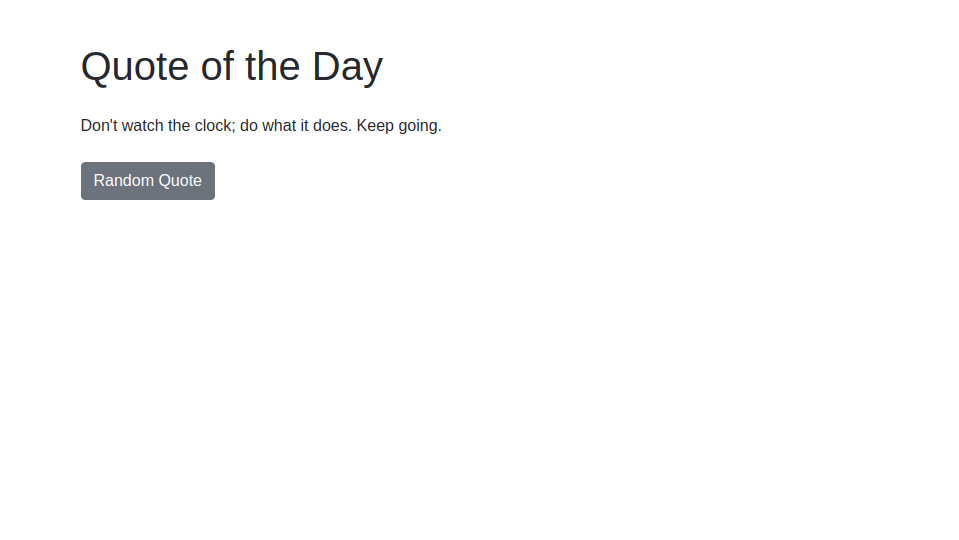 Quote of the Day
Don't watch the clock; do what it does. Keep going.
Random Quote